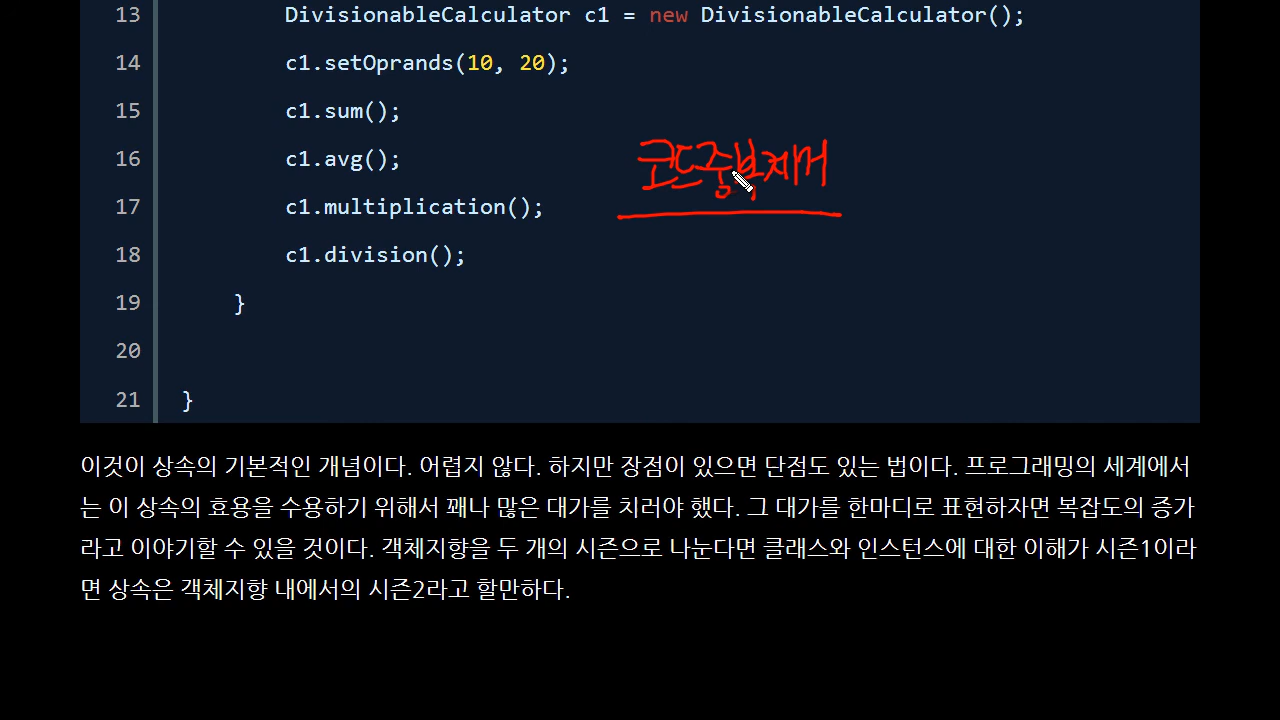 13 DivisionableCalculator c1 = new DivisionableCalculator();
14 c1.setOprands(10, 20);
15 c1.sum();
16 c1.avg();
코드중복제거
17 c1.multiplication();
18 c1.division();
19 }
20
21 }
이것이 상속의 기본적인 개념이다. 어렵지 않다. 하지만 장점이 있으면 단점도 있는 법이다. 프로그래밍의 세계에서
는 이 상속의 효용을 수용하기 위해서 꽤나 많은 대가를 치러야 했다. 그 대가를 한마디로 표현하자면 복잡도의 증가
라고 이야기할 수 있을 것이다. 객체지향을 두 개의 시즌으로 나눈다면 클래스와 인스턴스에 대한 이해가 시즌1이라
면 상속은 객체지향 내에서의 시즌2라고 할만하다.